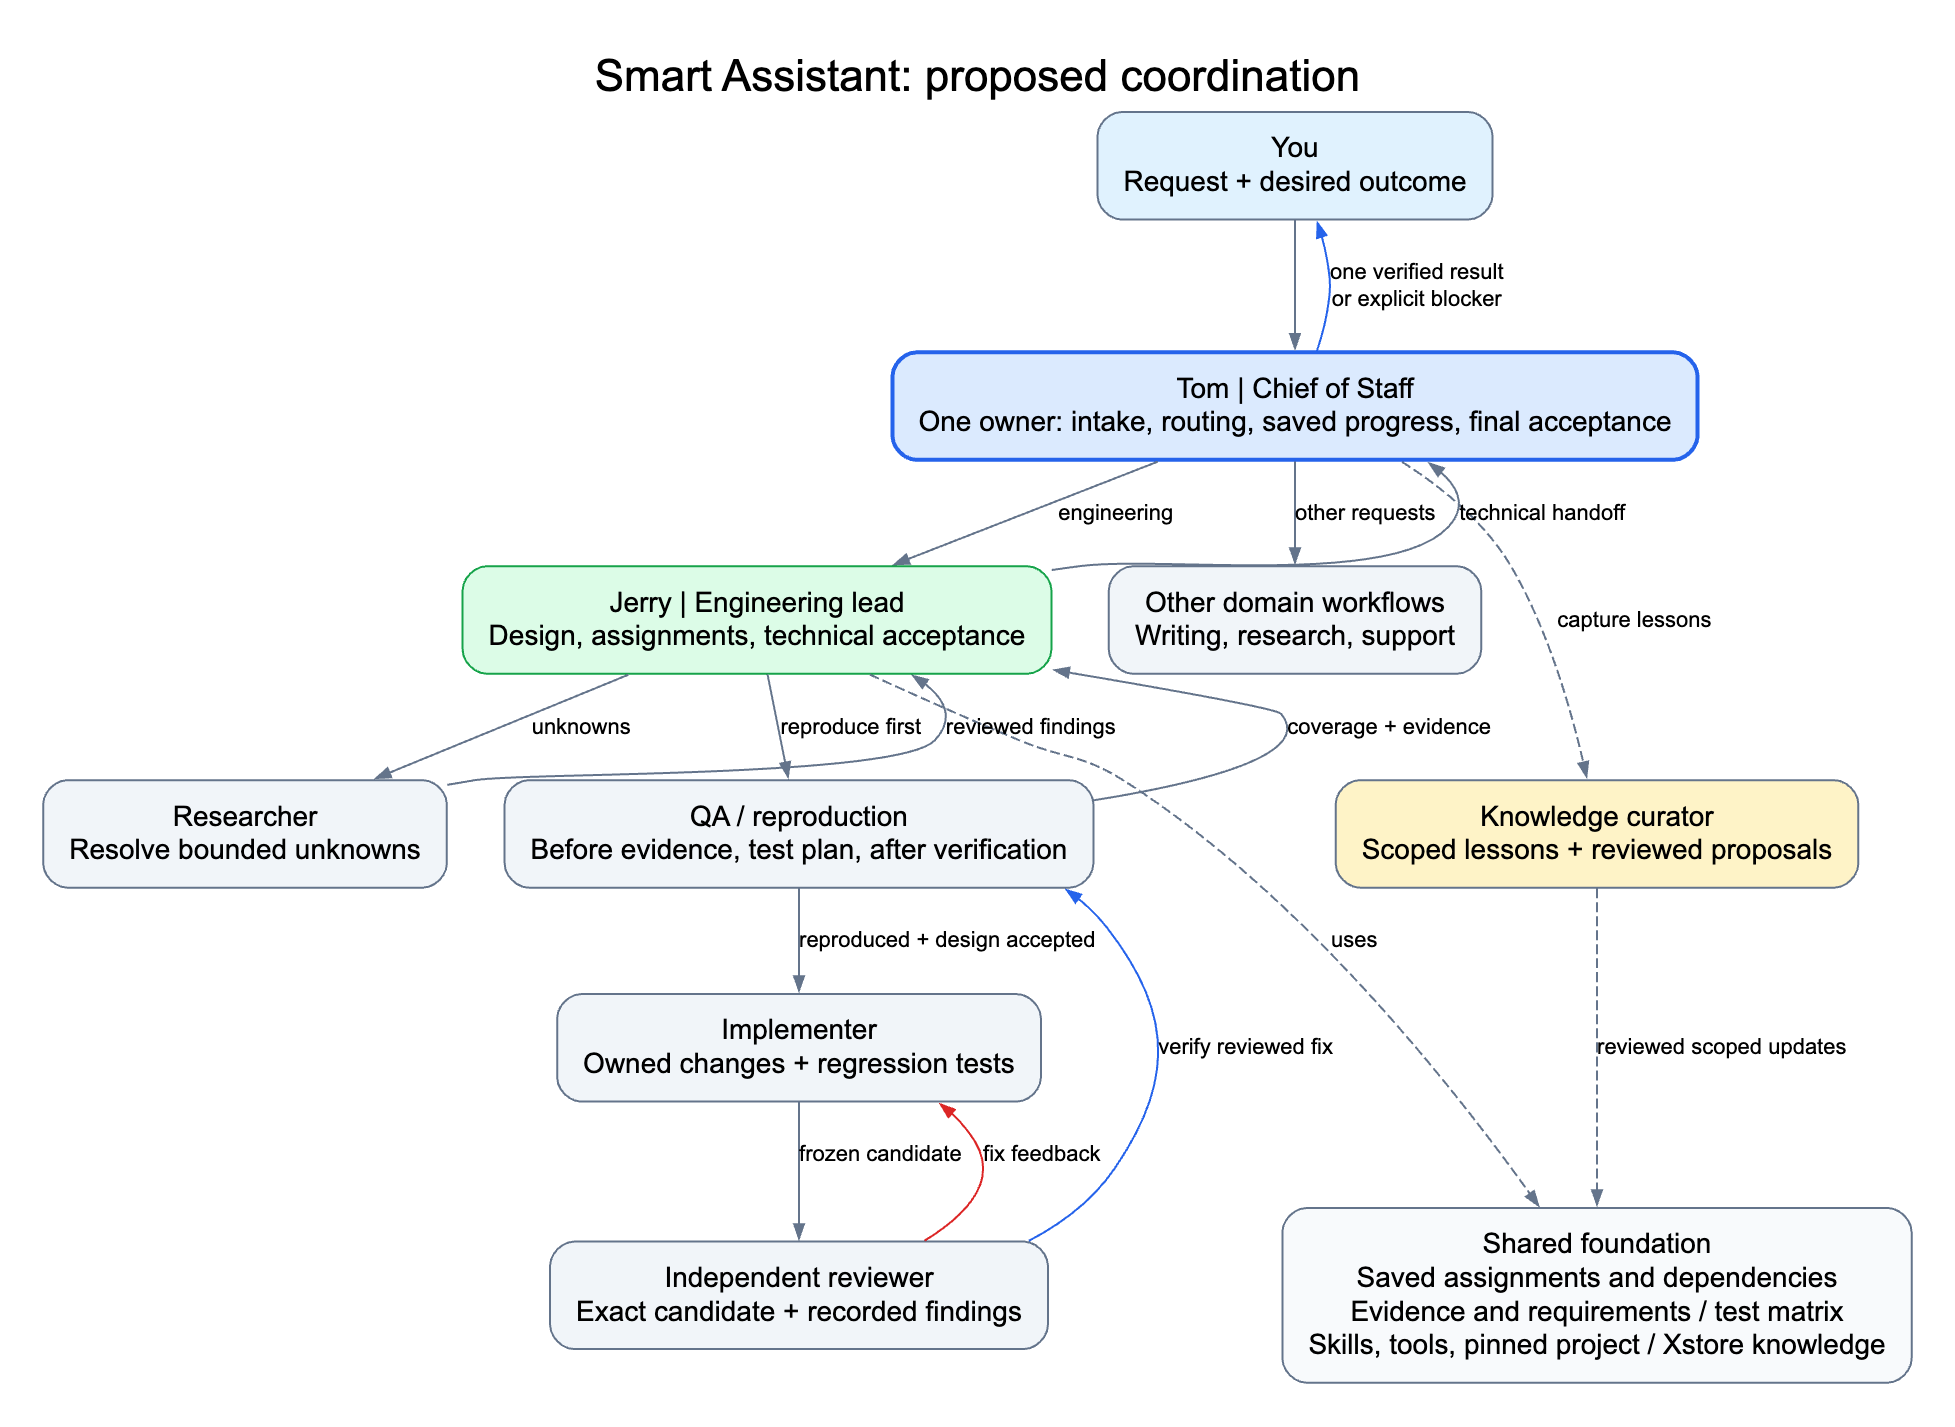 Smart Assistant: proposed coordination
You
Request + desired outcome
one verified result
or explicit blocker
Tom | Chief of Staff
One owner: intake, routing, saved progress, final acceptance
engineering
other requests
technical handoff
Jerry | Engineering lead
Design, assignments, technical acceptance
Other domain workflows
Writing, research, support
capture lessons
unknowns
reproduce first
reviewed findings
coverage + evidence
Researcher
Resolve bounded unknowns
QA / reproduction
Before evidence, test plan, after verification
Knowledge curator
Scoped lessons + reviewed proposals
reproduced + design accepted
uses
Implementer
Owned changes + regression tests
verify reviewed fix
reviewed scoped updates
frozen candidate
fix feedback
Independent reviewer
Exact candidate + recorded findings
Shared foundation
Saved assignments and dependencies
Evidence and requirements / test matrix
Skills, tools, pinned project / Xstore knowledge